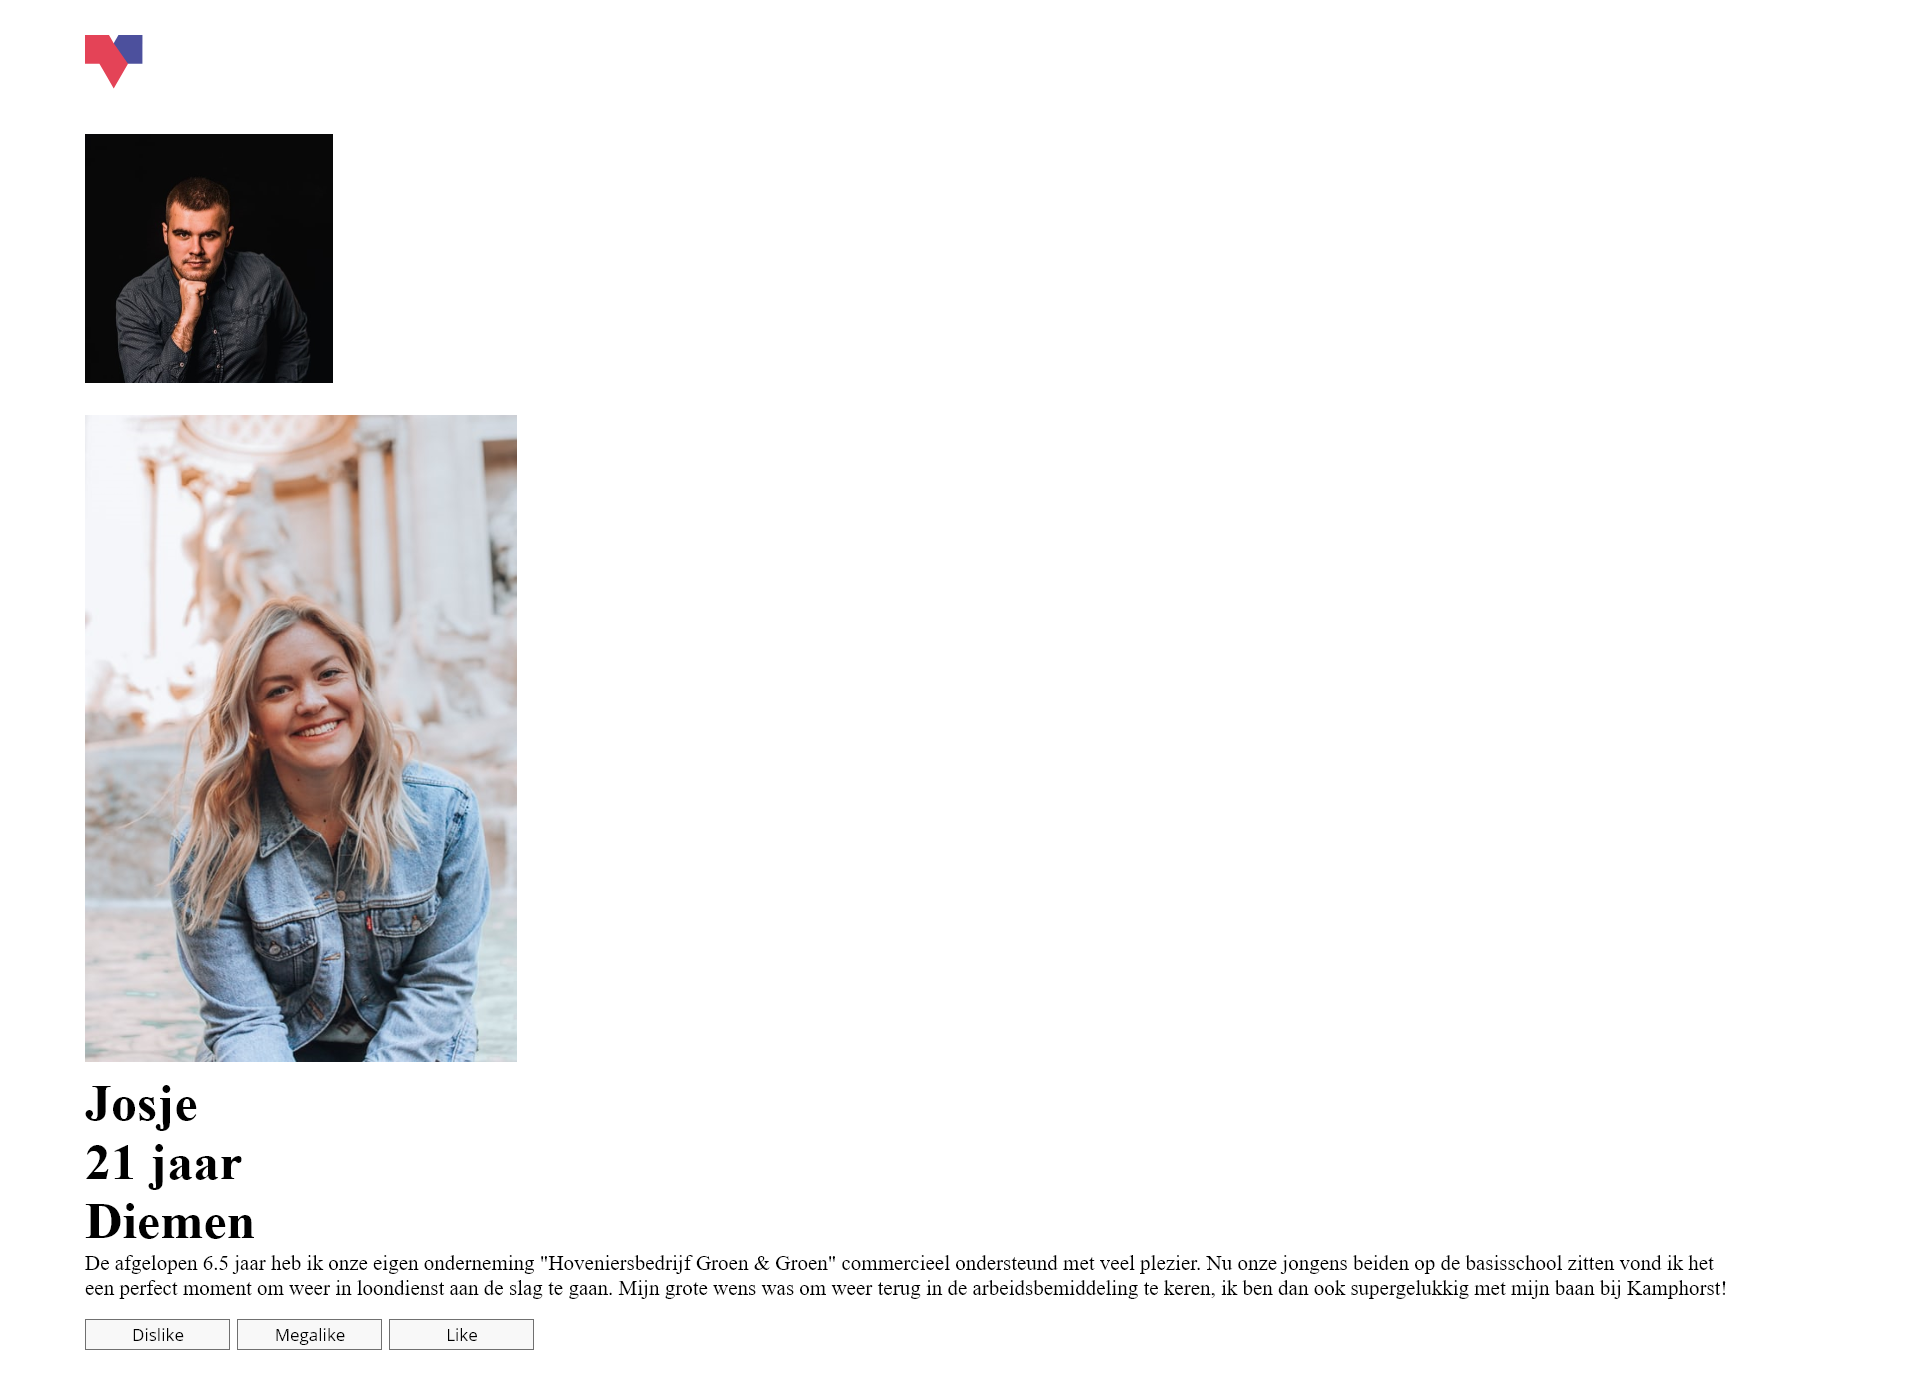 Josje
21 jaar
Diemen
De afgelopen 6.5 jaar heb ik onze eigen onderneming "Hoveniersbedrijf Groen & Groen" commercieel ondersteund met veel plezier. Nu onze jongens beiden op de basisschool zitten vond ik het
een perfect moment om weer in loondienst aan de slag te gaan. Mijn grote wens was om weer terug in de arbeidsbemiddeling te keren, ik ben dan ook supergelukkig met mijn baan bij Kamphorst!
Dislike Megalike Like